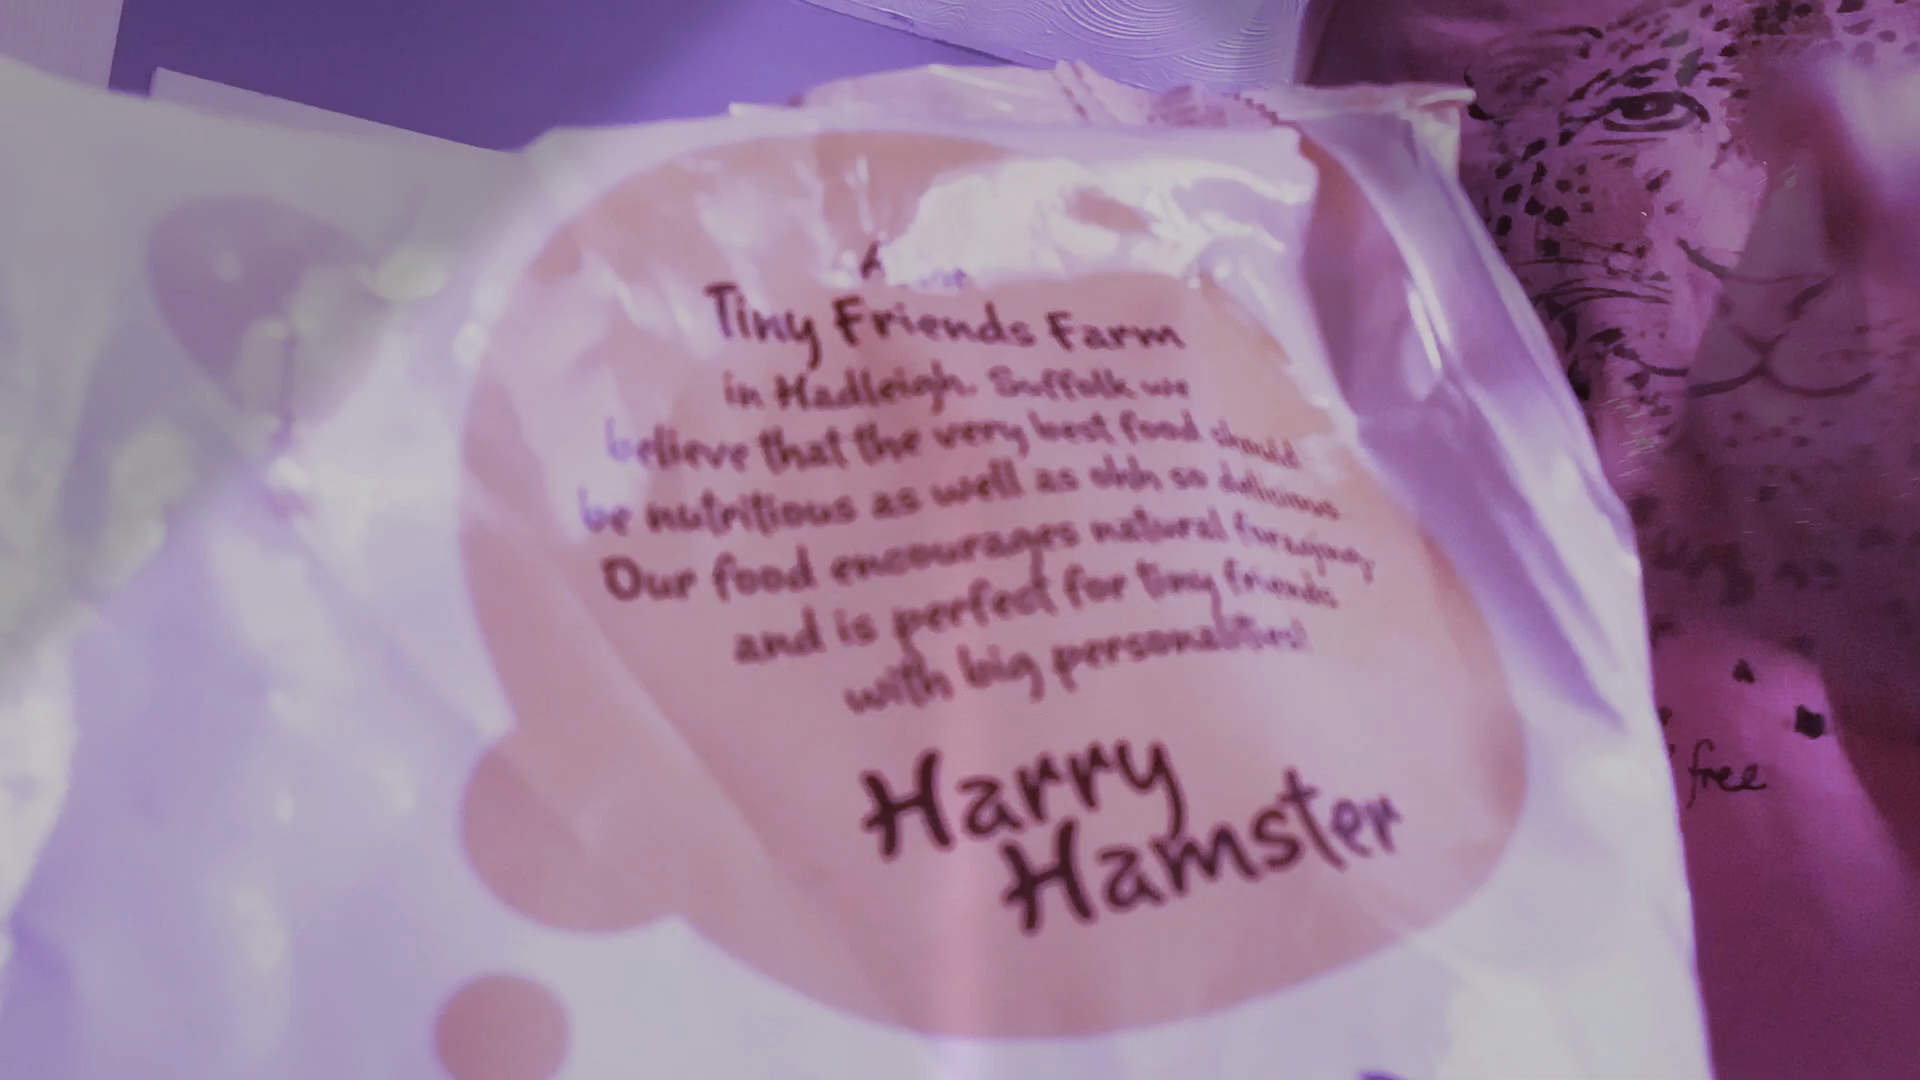 Tiny Friends Farm
in Hadleigh, Suffolk we
believe that the very best food should
be nutritious as well as ohh so delicious.
Our food encourages natural foraging,
and is perfect for tiny friends
with big personalities!
Harry
Hamster
free